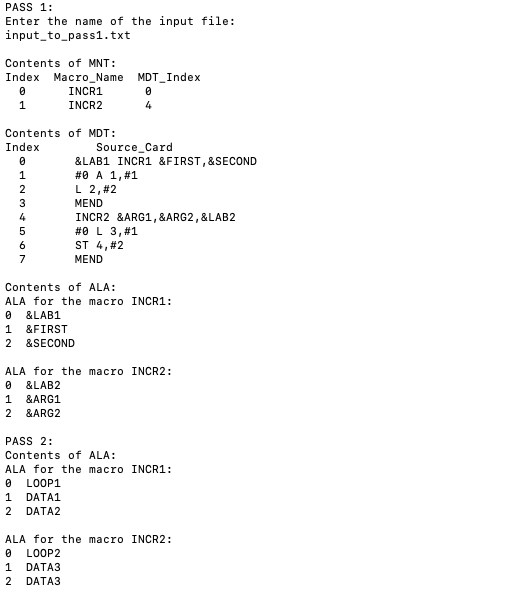 PASS 1:
Enter the name of the input file:
input_to_pass1.txt
Contents of MNT:
Index  Macro_Name  MDT_Index
0  INCR1  0
1  INCR2  4
Contents of MDT:
Index  Source_Card
0  &LAB1 INCR1 &FIRST,&SECOND
1  #0 A 1,#1
2  L 2,#2
3  MEND
4  INCR2 &ARG1,&ARG2,&LAB2
5  #0 L 3,#1
6  ST 4,#2
7  MEND
Contents of ALA:
ALA for the macro INCR1:
0  &LAB1
1  &FIRST
2  &SECOND
ALA for the macro INCR2:
0  &LAB2
1  &ARG1
2  &ARG2
PASS 2:
Contents of ALA:
ALA for the macro INCR1:
0  LOOP1
1  DATA1
2  DATA2
ALA for the macro INCR2:
0  LOOP2
1  DATA3
2  DATA3